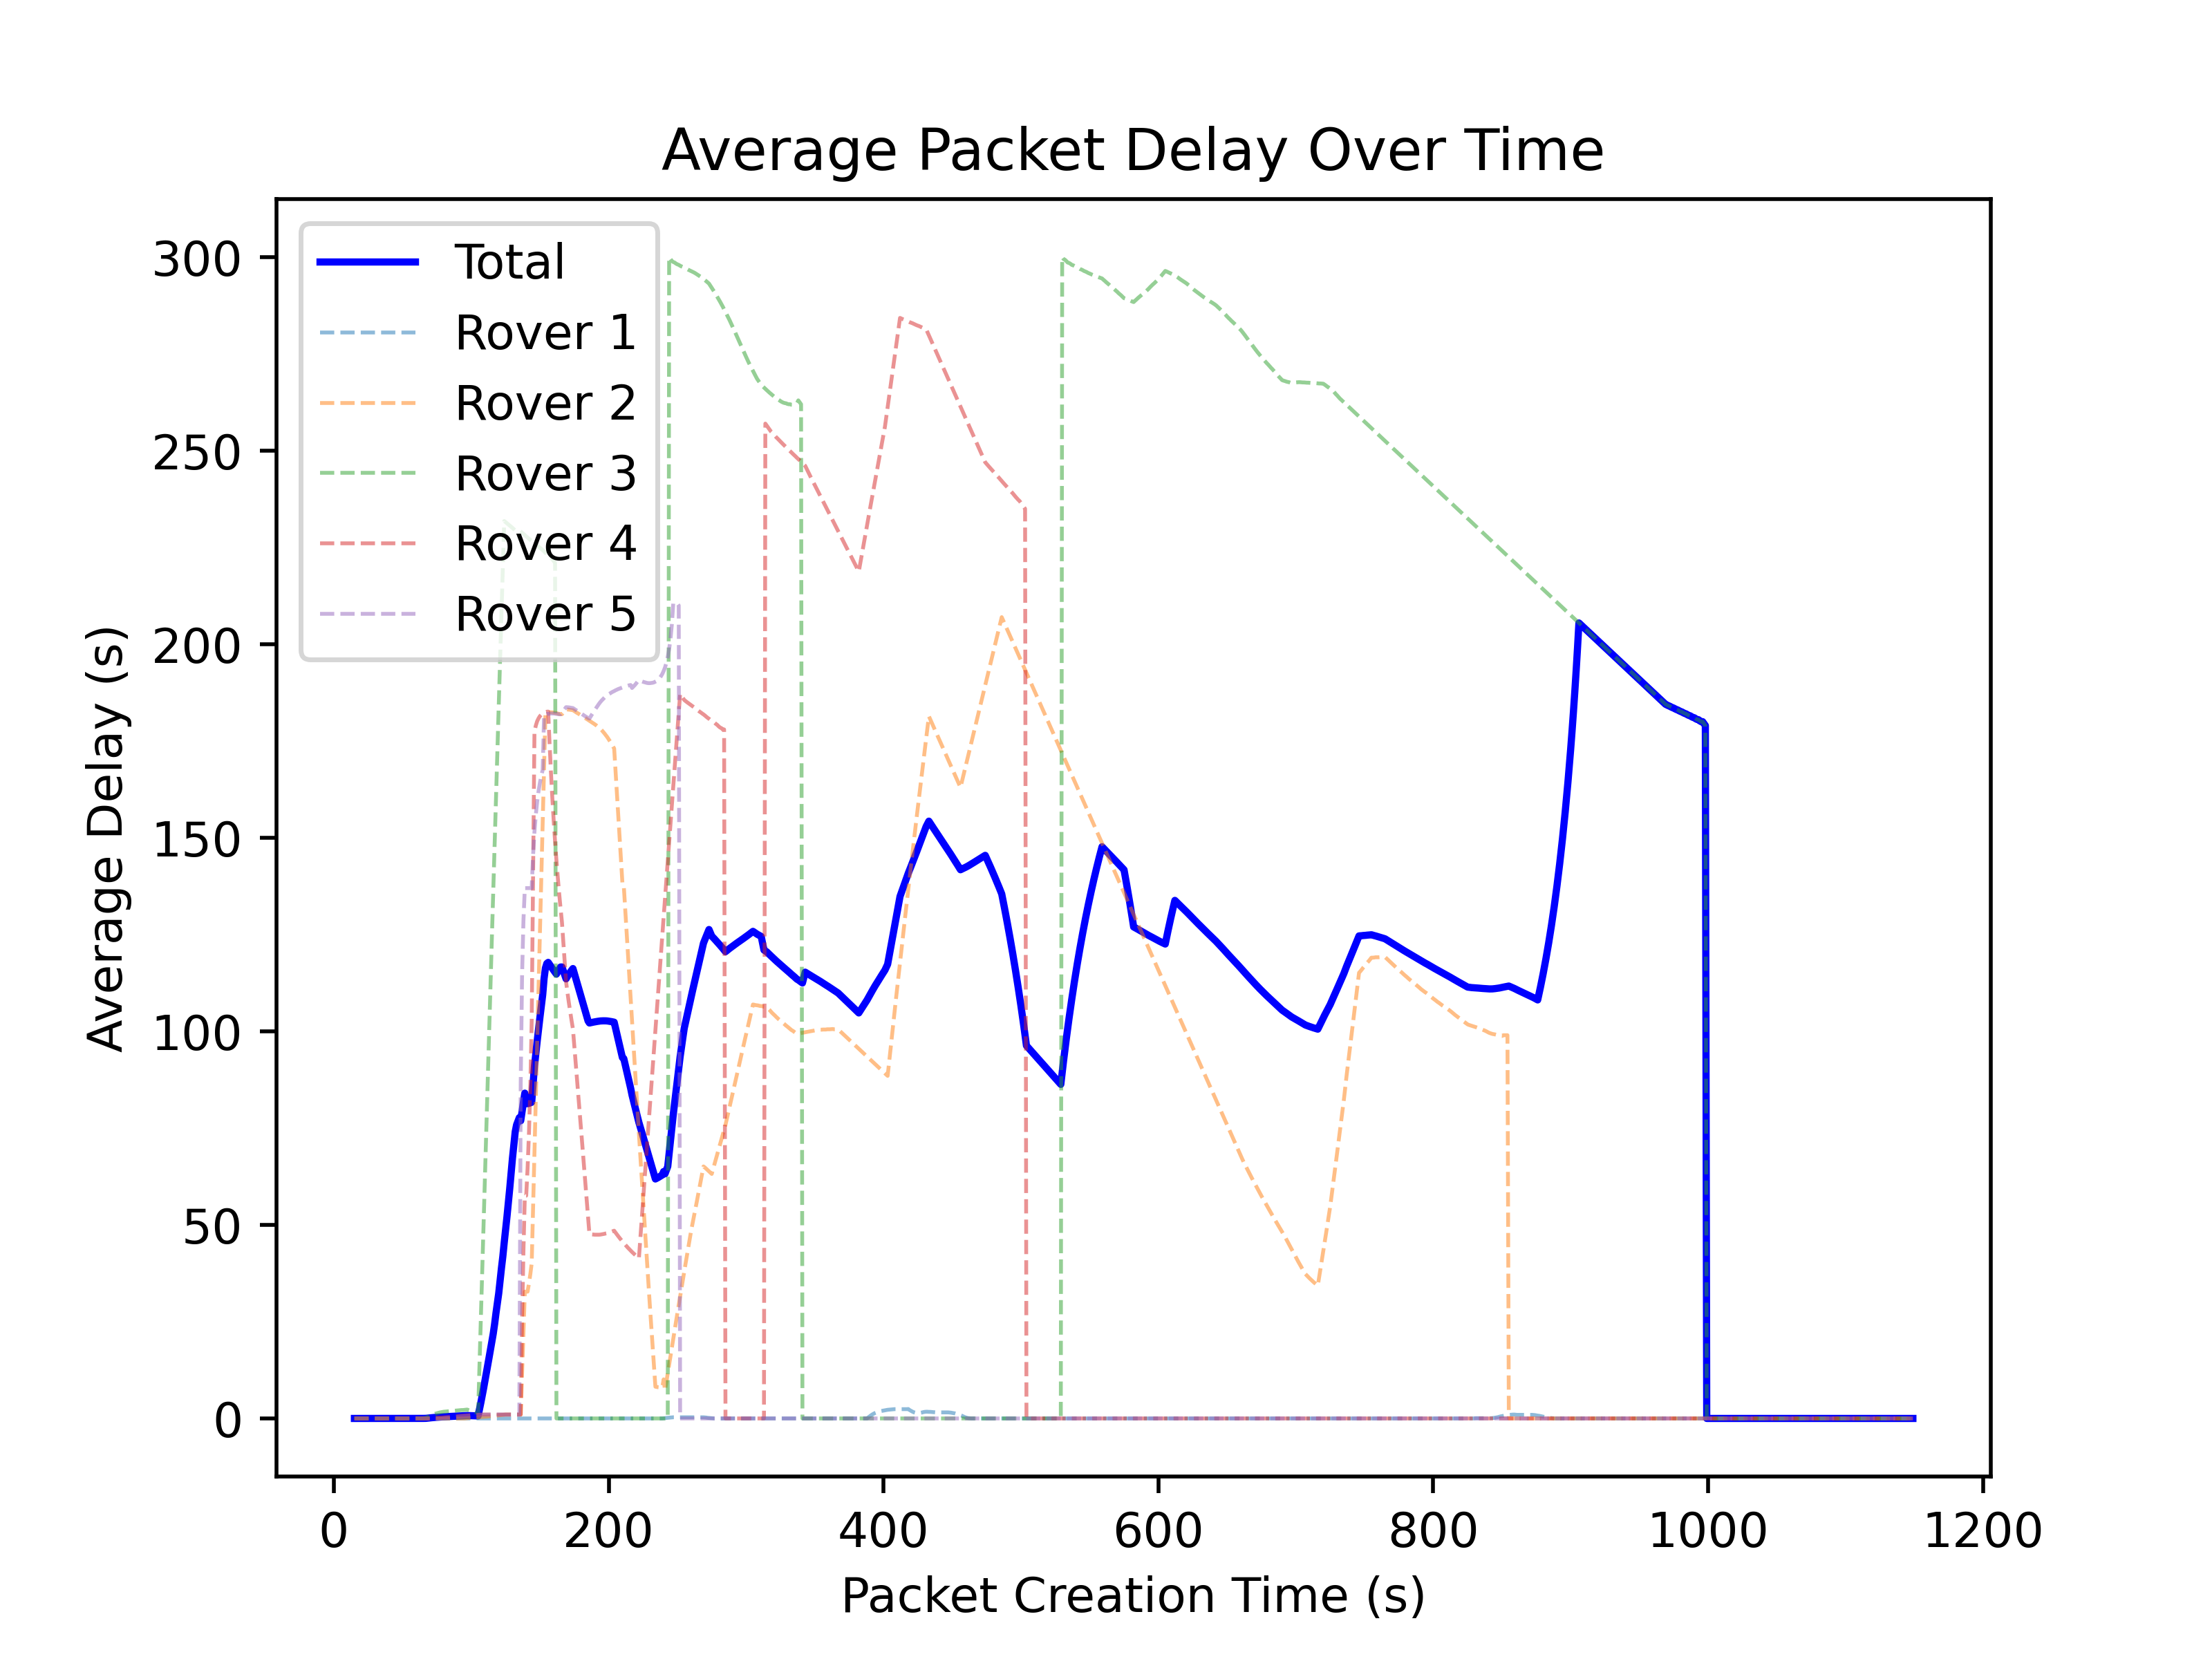 Average Packet Delay Over Time
Average Delay (s)
300
250
200
150
100
50
0
Total
Rover 1
Rover 2
Rover 3
Rover 4
Rover 5
0 200 400 600 800 1000 1200
Packet Creation Time (s)